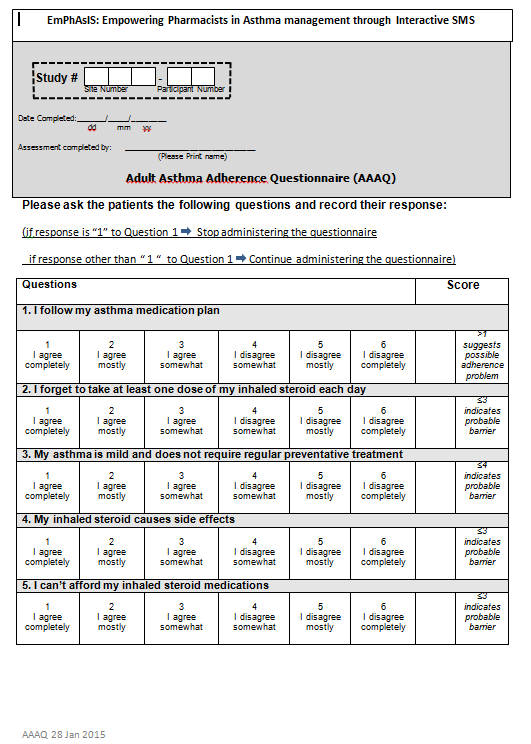 EmPhAsIS: Empowering Pharmacists in Asthma management through Interactive SMS
Study #
-
Site Number Participant Number
Date Completed:_____/____/_______
dd mm yy
Assessment completed by: ____________________________
(Please Print name)
Adult Asthma Adherence Questionnaire (AAAQ)
Please ask the patients the following questions and record their response:
(if response is “1” to Question 1 ➡ Stop administering the questionnaire
if response other than “ 1 “ to Question 1 ➡ Continue administering the questionnaire)
Questions Score
1. I follow my asthma medication plan
1 2 3 4 5 6
I agree completely I agree mostly I agree somewhat I disagree somewhat I disagree mostly I disagree completely
>1 suggests possible adherence problem
2. I forget to take at least one dose of my inhaled steroid each day
1 2 3 4 5 6
I agree completely I agree mostly I agree somewhat I disagree somewhat I disagree mostly I disagree completely
≤3 indicates probable barrier
3. My asthma is mild and does not require regular preventative treatment
1 2 3 4 5 6
I agree completely I agree mostly I agree somewhat I disagree somewhat I disagree mostly I disagree completely
≤4 indicates probable barrier
4. My inhaled steroid causes side effects
1 2 3 4 5 6
I agree completely I agree mostly I agree somewhat I disagree somewhat I disagree mostly I disagree completely
≤3 indicates probable barrier
5. I can’t afford my inhaled steroid medications
1 2 3 4 5 6
I agree completely I agree mostly I agree somewhat I disagree somewhat I disagree mostly I disagree completely
≤3 indicates probable barrier
AAAQ 28 Jan 2015